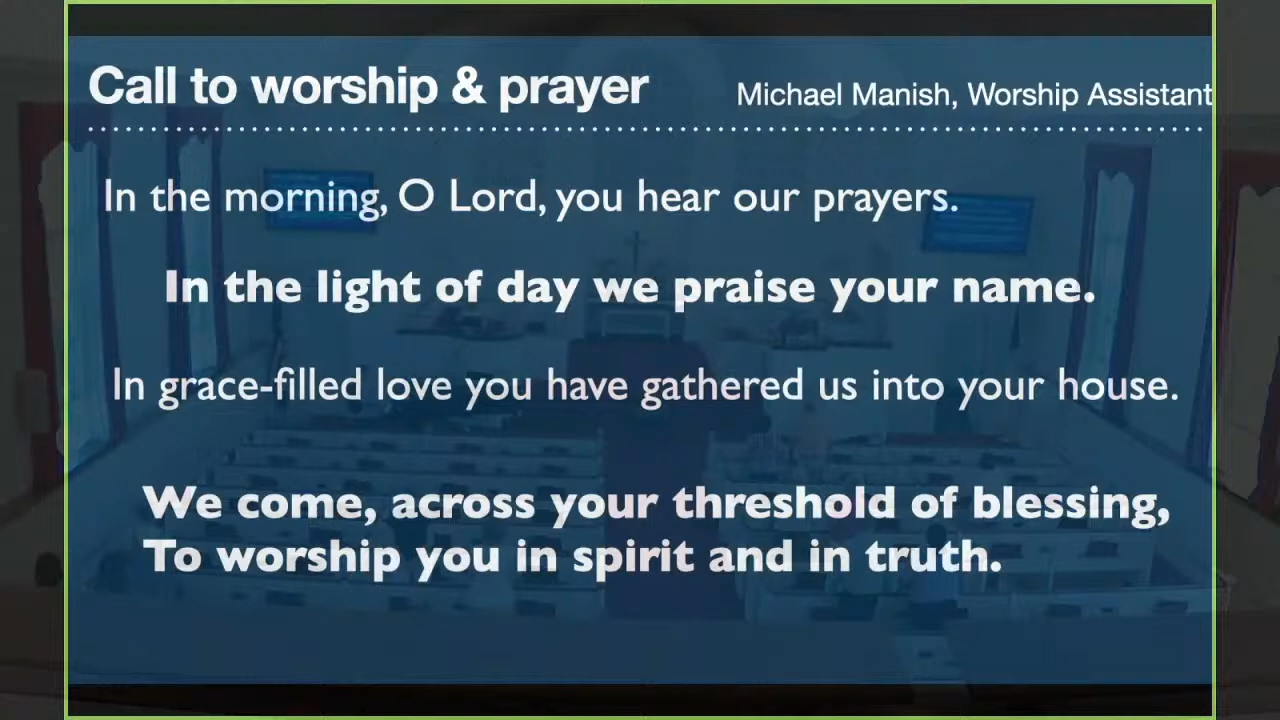 Call to worship & prayer
Michael Manish, Worship Assistant
In the morning, O Lord, you hear our prayers.
In the light of day we praise your name.
In grace-filled love you have gathered us into your house.
We come, across your threshold of blessing,
To worship you in spirit and in truth.